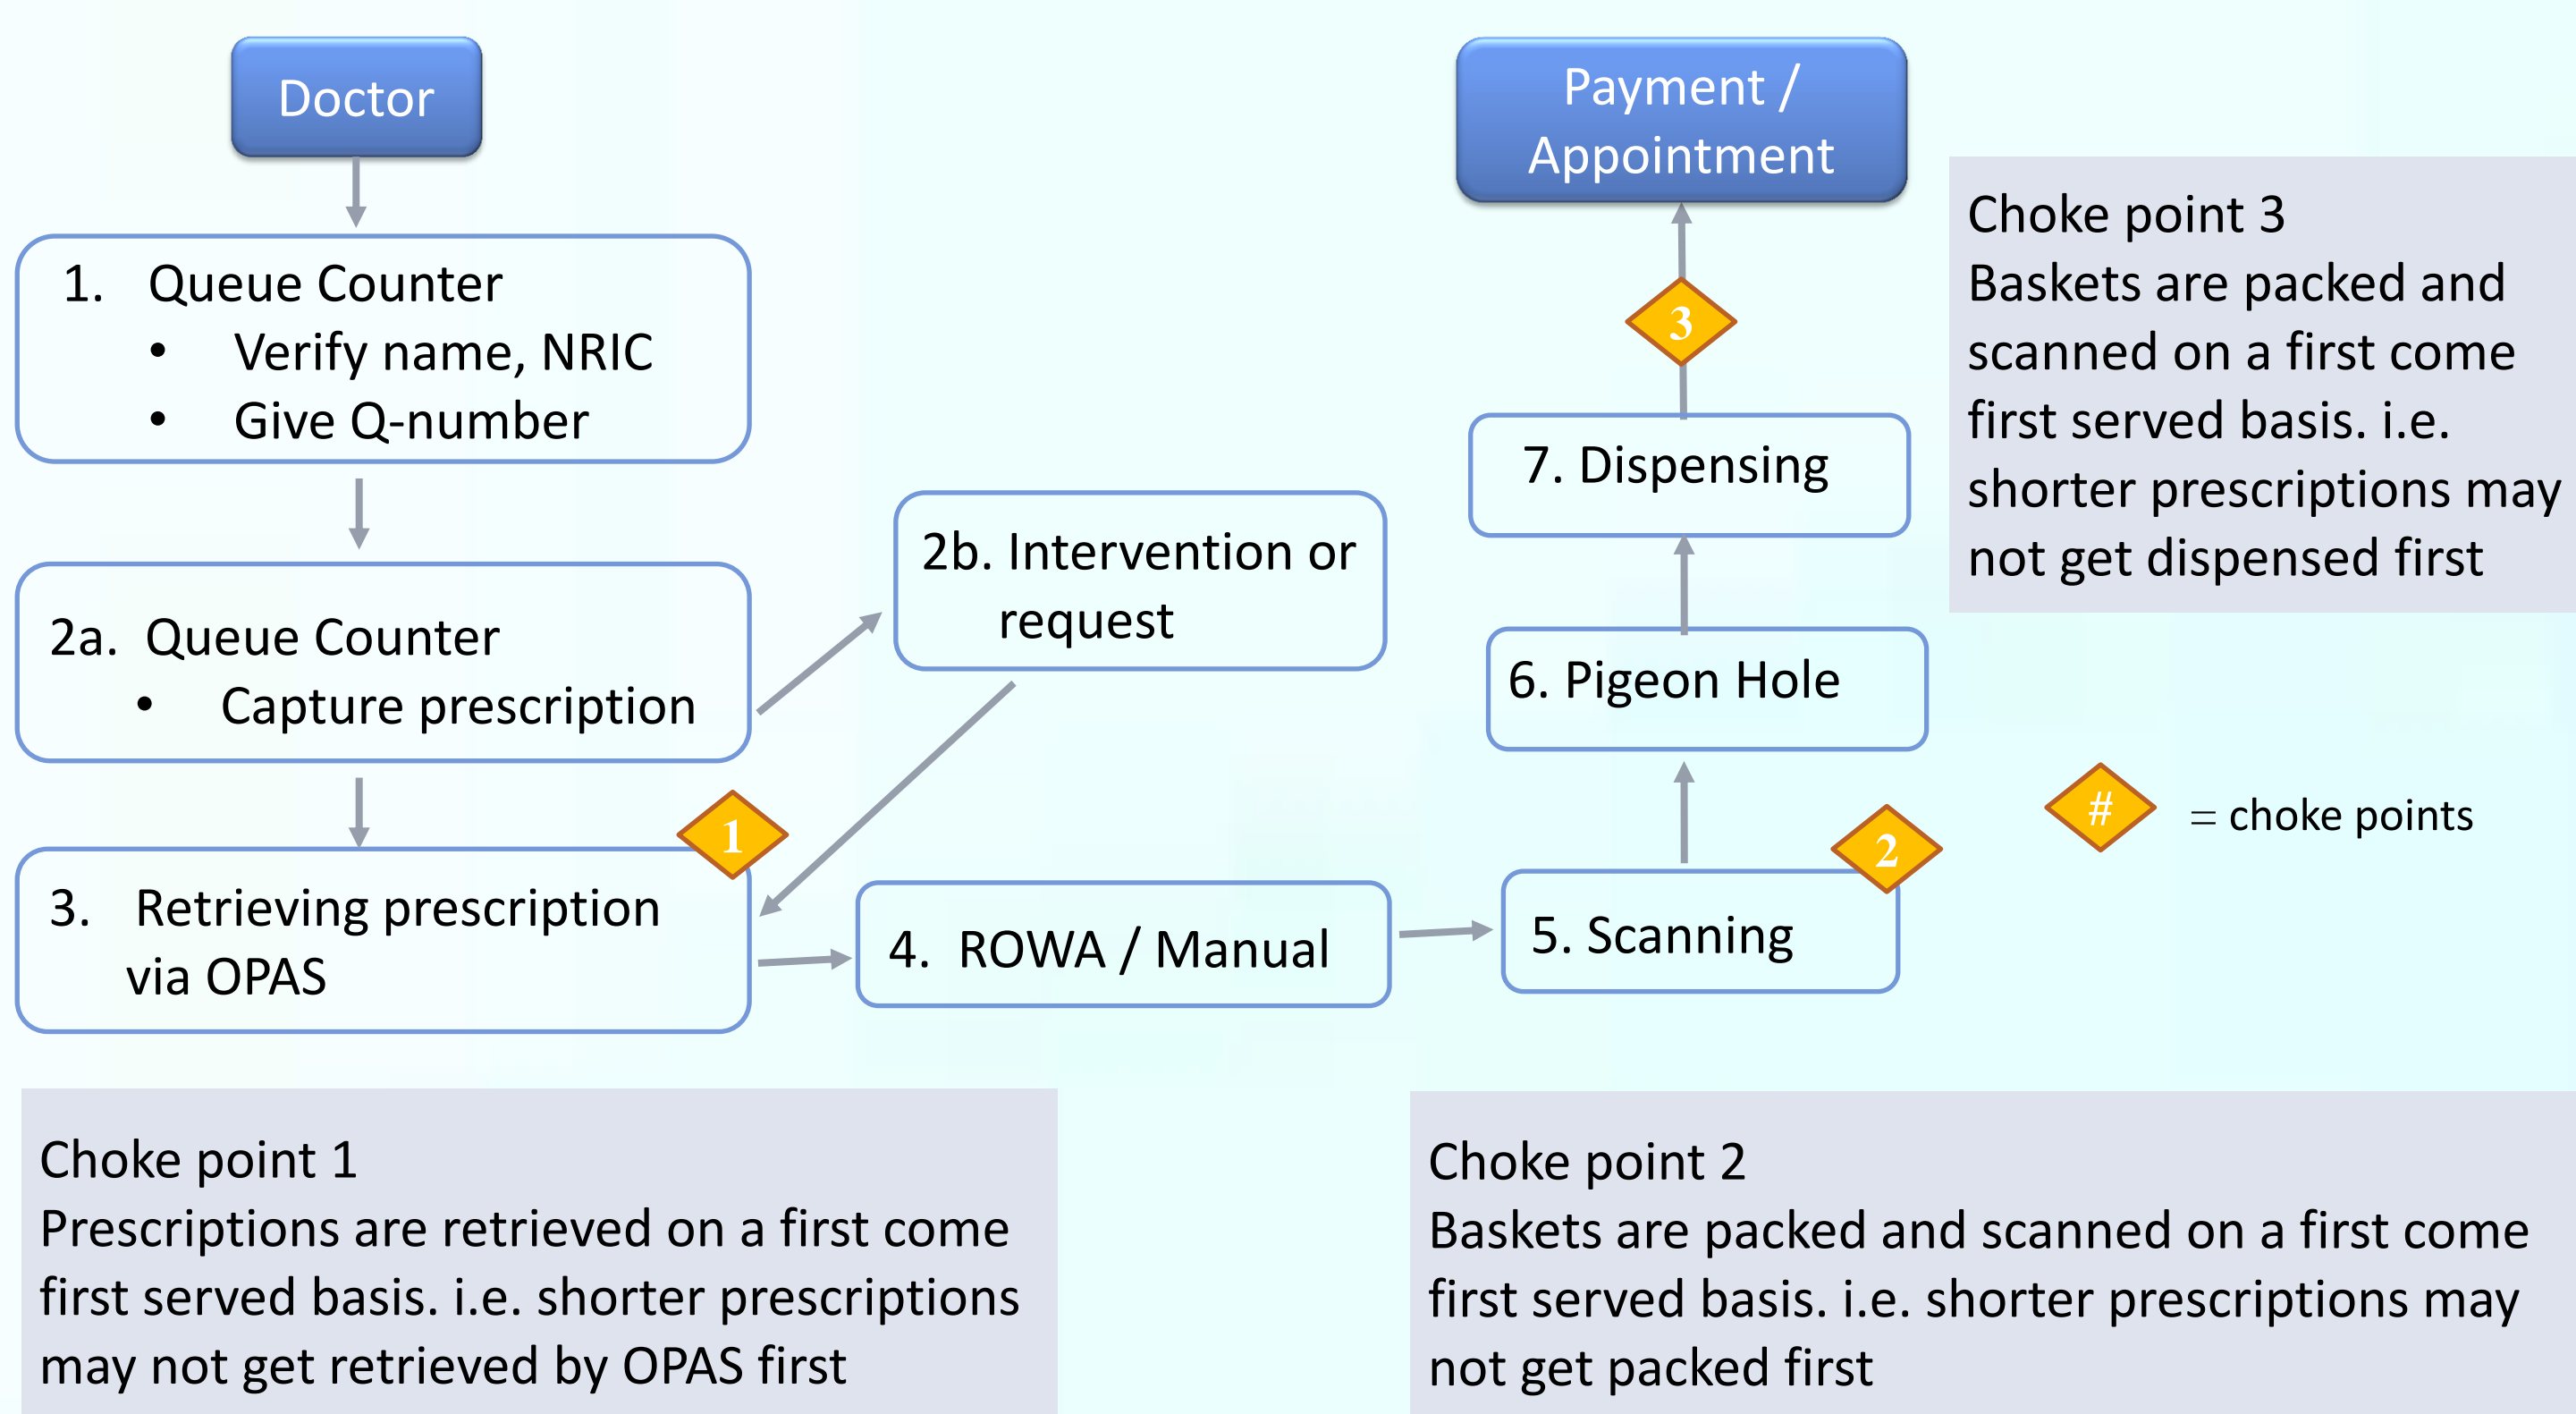 Doctor
1. Queue Counter
• Verify name, NRIC
• Give Q-number
2a. Queue Counter
• Capture prescription
2b. Intervention or
request
3. Retrieving prescription
via OPAS
1
4. ROWA / Manual
5. Scanning
2
6. Pigeon Hole
7. Dispensing
3
Payment /
Appointment
Choke point 3
Baskets are packed and
scanned on a first come
first served basis. i.e.
shorter prescriptions may
not get dispensed first
# = choke points
Choke point 1
Prescriptions are retrieved on a first come
first served basis. i.e. shorter prescriptions
may not get retrieved by OPAS first
Choke point 2
Baskets are packed and scanned on a first come
first served basis. i.e. shorter prescriptions may
not get packed first